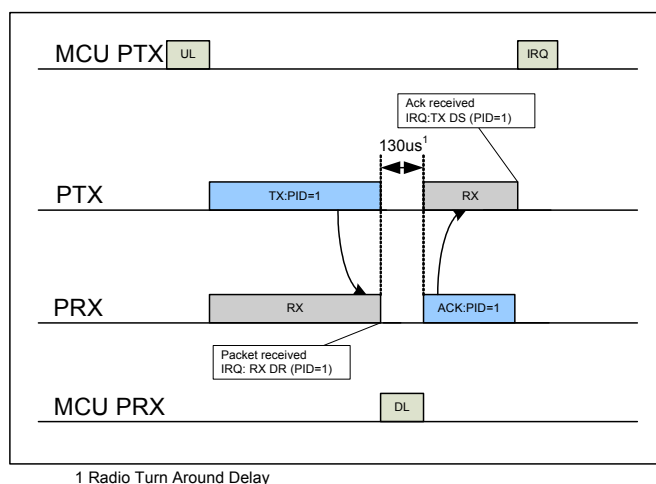 MCU PTX
UL
IRQ
Ack received
IRQ:TX DS (PID=1)
130us1
PTX
TX:PID=1
RX
PRX
RX
ACK:PID=1
Packet received
IRQ: RX DR (PID=1)
MCU PRX
DL
1 Radio Turn Around Delay